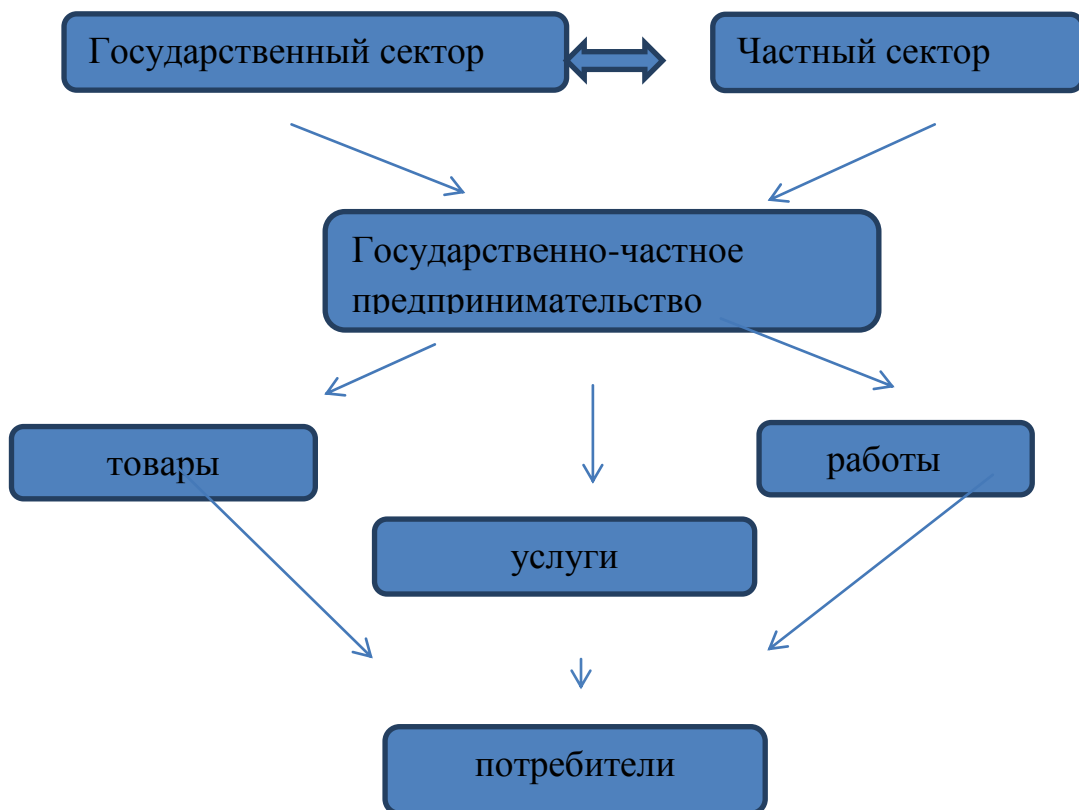 Государственный сектор
Частный сектор
Государственно-частное
предпринимательство
товары
работы
услуги
потребители